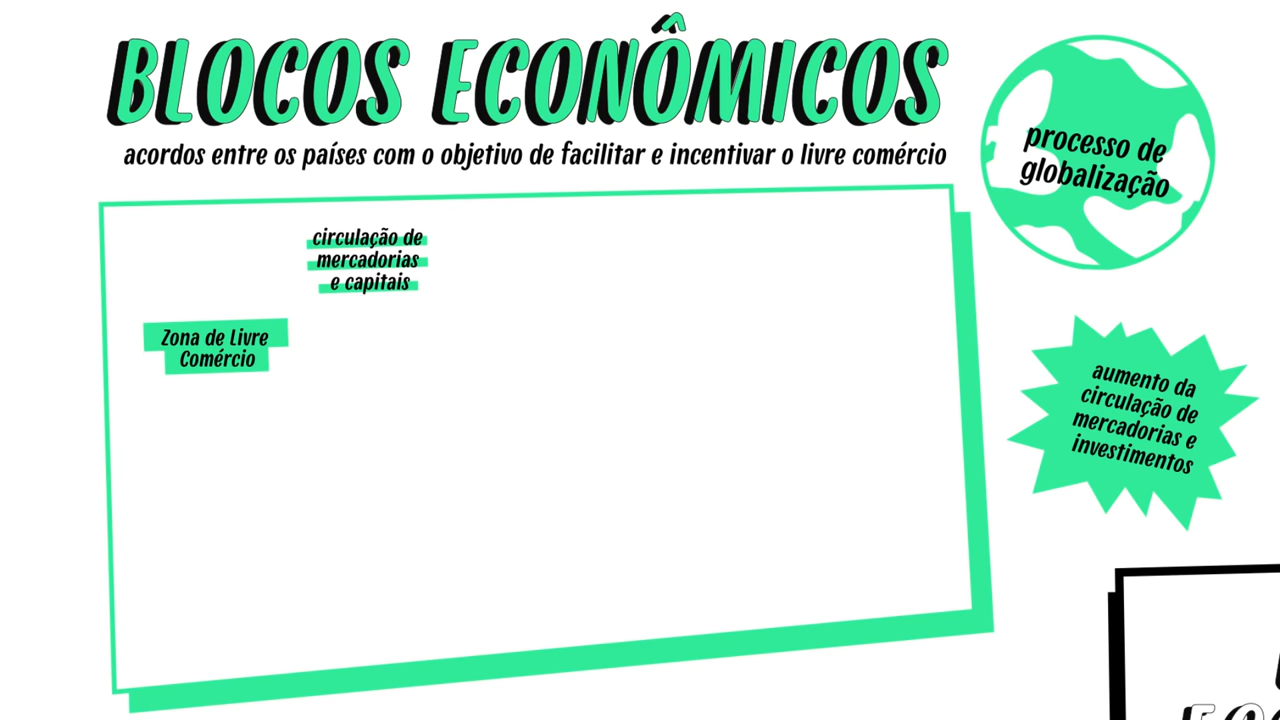 BLOCOS ECONÔMICOS
acordos entre os países com o objetivo de facilitar e incentivar o livre comércio
processo de
globalização
circulação de
mercadorias
e capitais
Zona de Livre
Comércio
aumento da
circulação de
mercadorias e
investimentos